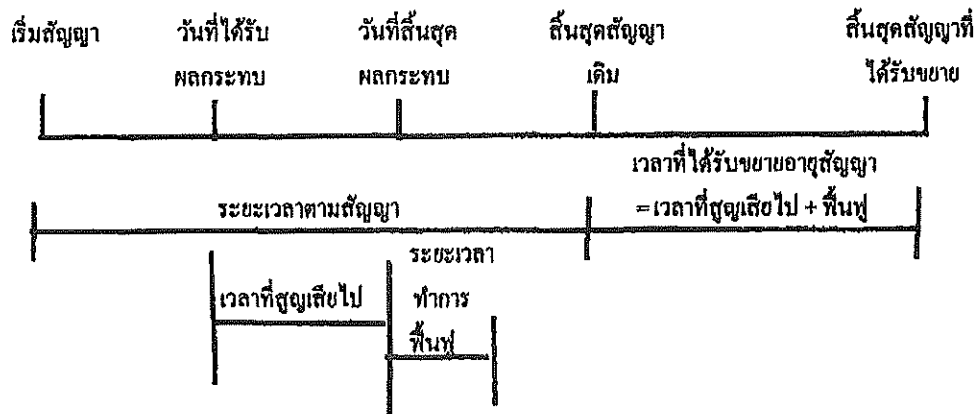 เริ่มสัญญา วันที่ได้รับ วันที่สิ้นสุด สิ้นสุดสัญญา สิ้นสุดสัญญาที่
ผลกระทบ ผลกระทบ เดิม ได้รับขยาย
เวลาที่ได้รับขยายอายุสัญญา
ระยะเวลาตามสัญญา =เวลาที่สูญเสียไป + ฟื้นฟู
ระยะเวลา
เวลาที่สูญเสียไป ทำการ
ฟื้นฟู